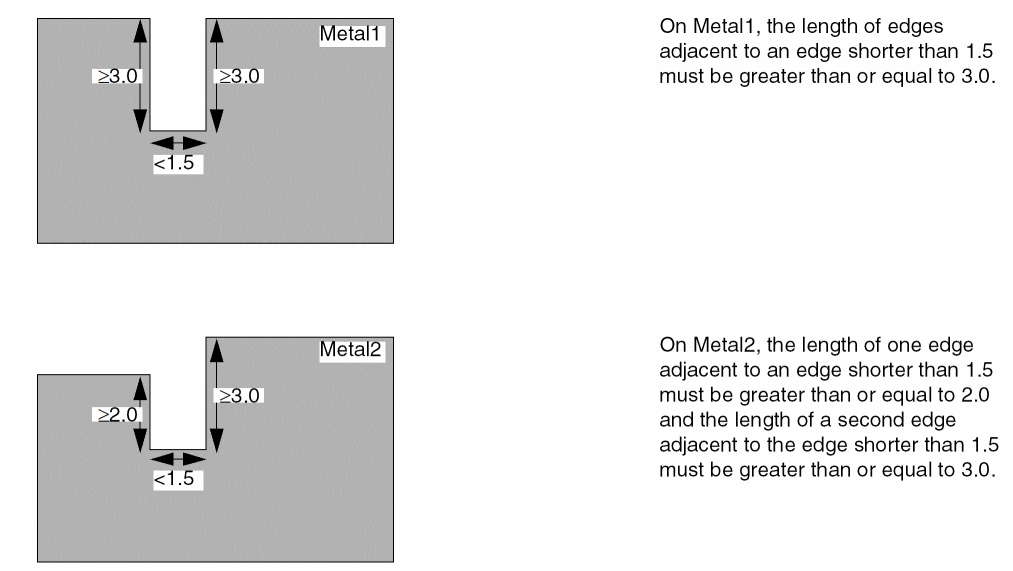 Metal1
≥3.0
≥3.0
<1.5
On Metal1, the length of edges
adjacent to an edge shorter than 1.5
must be greater than or equal to 3.0.
Metal2
≥3.0
≥2.0
<1.5
On Metal2, the length of one edge
adjacent to an edge shorter than 1.5
must be greater than or equal to 2.0
and the length of a second edge
adjacent to the edge shorter than 1.5
must be greater than or equal to 3.0.